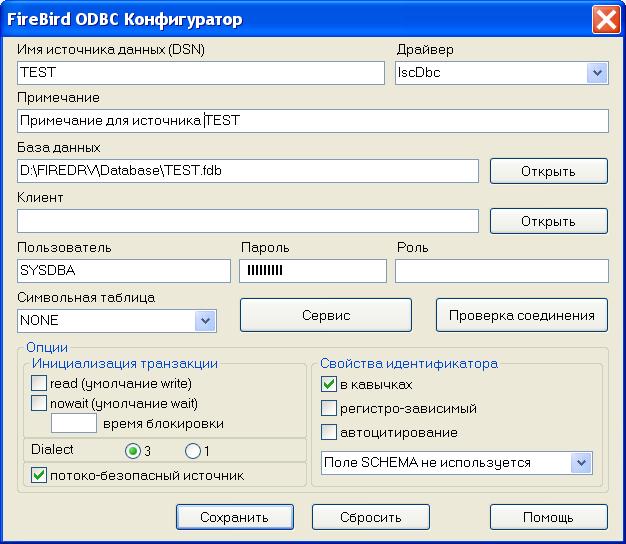 FireBird ODBC Конфигуратор
Имя источника данных (DSN) Драйвер
TEST IscDbc
Примечание
Примечание для источника TEST
База данных
D:\FIREDRV\Database\TEST.fdb Открыть
Клиент
Открыть
Пользователь Пароль Роль
SYSDBA
Символьная таблица
NONE Сервис Проверка соединения
Опции
Инициализация транзакции Свойства идентификатора
read (умолчание write) в кавычках
nowait (умолчание wait) регистро-зависимый
время блокировки автоцитирование
Dialect 3 1
Поле SCHEMA не используется
потоко-безопасный источник
Сохранить Сбросить Помощь